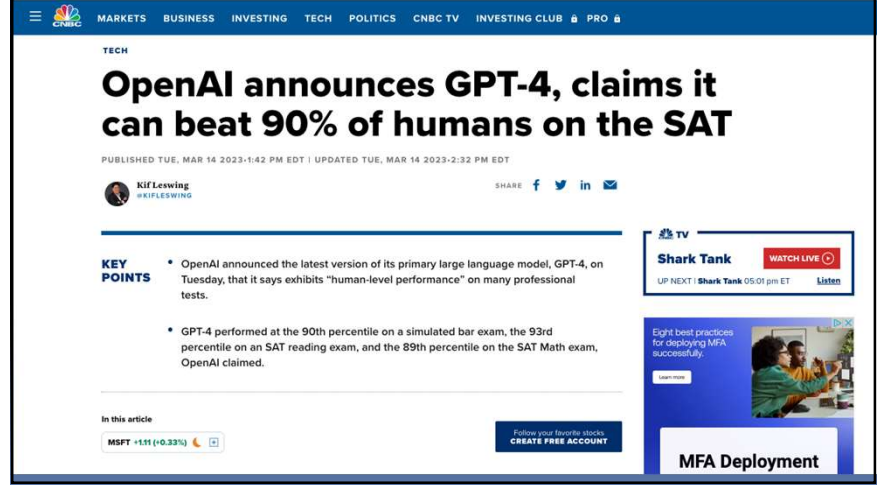 CNBC
MARKETS BUSINESS INVESTING TECH POLITICS CNBC TV INVESTING CLUB PRO
TECH
OpenAI announces GPT-4, claims it
can beat 90% of humans on the SAT
PUBLISHED TUE, MAR 14 2023•1:42 PM EDT | UPDATED TUE, MAR 14 2023•2:32 PM EDT
Kif Leswing
@KIFLESWING
SHARE
KEY
POINTS
• OpenAI announced the latest version of its primary large language model, GPT-4, on
Tuesday, that it says exhibits “human-level performance” on many professional
tests.
• GPT-4 performed at the 90th percentile on a simulated bar exam, the 93rd
percentile on an SAT reading exam, and the 89th percentile on the SAT Math exam,
OpenAI claimed.
In this article
MSFT +1.11 (+0.33%)
Follow your favorite stocks
CREATE FREE ACCOUNT
CNBC TV
Shark Tank
WATCH LIVE
UP NEXT | Shark Tank 05:01 pm ET
Listen
Eight best practices
for deploying MFA
successfully.
Learn more
MFA Deployment